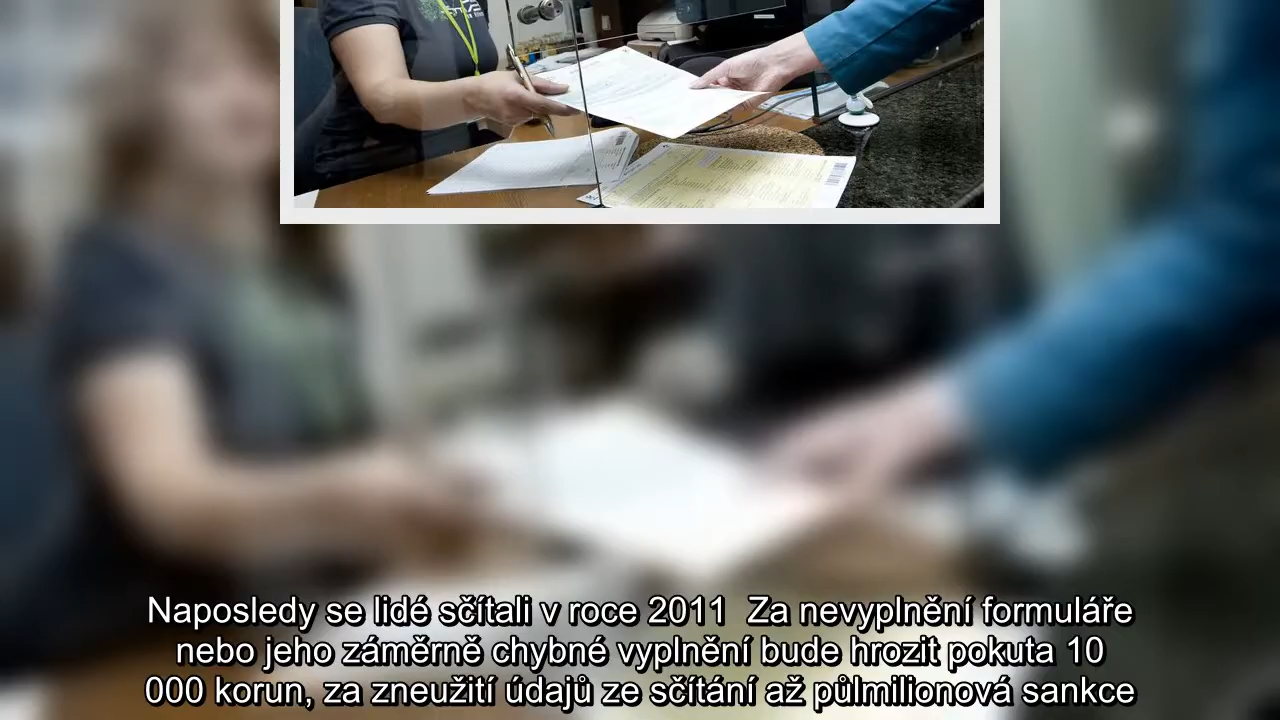 Naposledy se lidé sčítali v roce 2011  Za nevyplnění formuláře
nebo jeho záměrně chybné vyplnění bude hrozit pokuta 10
000 korun, za zneužití údajů ze sčítání až půlmilionová sankce